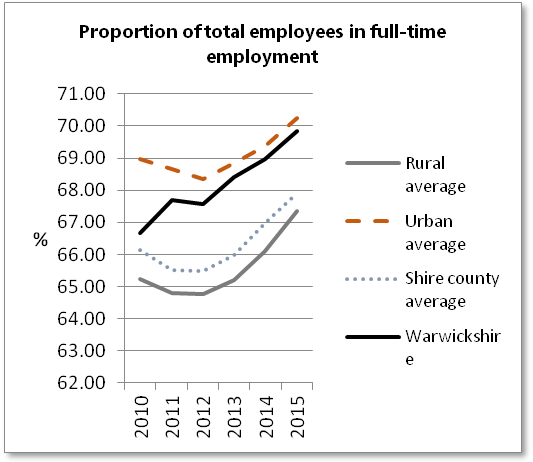 Proportion of total employees in full-time
employment
71.00
70.00
69.00
68.00
67.00
66.00
65.00
64.00
63.00
62.00
%
2010
2011
2012
2013
2014
2015
Rural
average
Urban
average
Shire county
average
Warwickshir
e